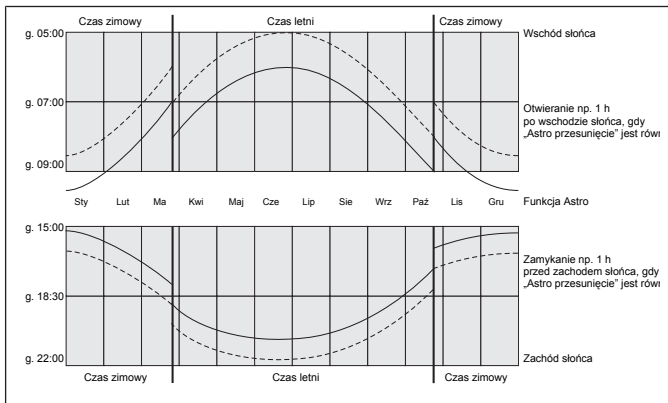 Czas zimowy Czas letni Czas zimowy
g. 05:00 Wschód słońca
g. 07:00 Otwieranie np. 1 h
po wschodzie słońca, gdy
„Astro przesunięcie” jest równ
g. 09:00
Sty Lut Ma Kwi Maj Cze Lip Sie Wrz Paź Lis Gru Funkcja Astro
g. 15:00
Zamykanie np. 1 h
przed zachodem słońca, gdy
„Astro przesunięcie” jest równ
g. 18:30
g. 22:00 Zachód słońca
Czas zimowy Czas letni Czas zimowy